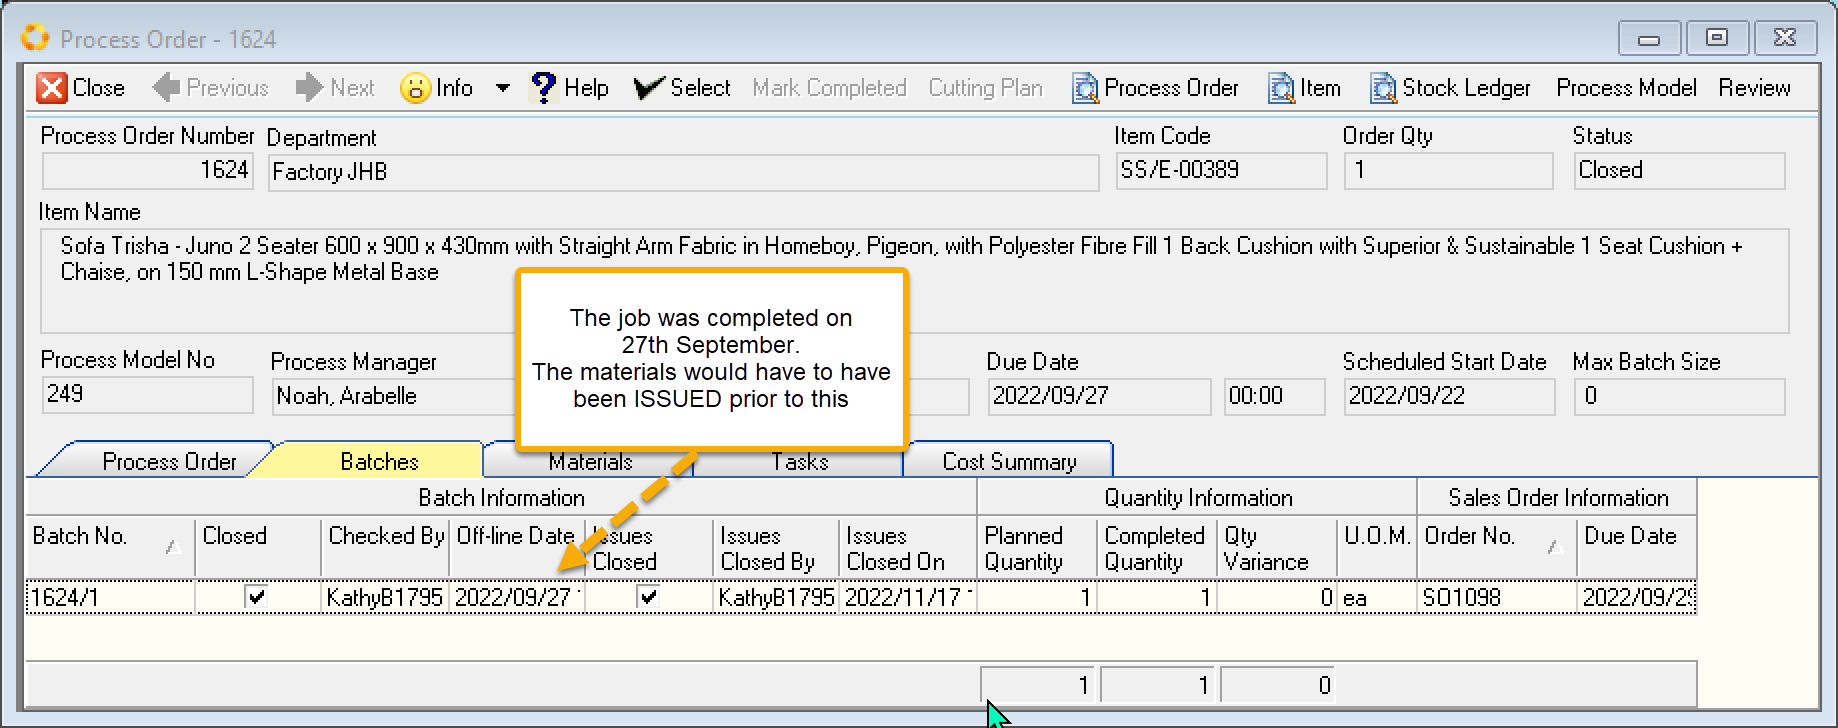 Process Order - 1624
Close Previous Next Info Help Select Mark Completed Cutting Plan Process Order Item Stock Ledger Process Model Review
Process Order Number Department Item Code Order Qty Status
1624 Factory JHB SS/E-00389 1 Closed
Item Name
Sofa Trisha - Juno 2 Seater 600 x 900 x 430mm with Straight Arm Fabric in Homeboy, Pigeon, with Polyester Fibre Fill 1 Back Cushion with Superior & Sustainable 1 Seat Cushion +
Chaise, on 150 mm L-Shape Metal Base
The job was completed on
27th September.
The materials would have to have
been ISSUED prior to this
Process Model No Process Manager Due Date Scheduled Start Date Max Batch Size
249 Noah, Arabelle 2022/09/27 00:00 2022/09/22 0
Process Order Batches Materials Tasks Cost Summary
Batch Information Quantity Information Sales Order Information
Batch No. Closed Checked By Off-line Date Issues Closed Issues Closed By Issues Closed On Planned Quantity Completed Quantity Qty Variance U.O.M. Order No. Due Date
1624/1 KathyB1795 2022/09/27 KathyB1795 2022/11/17 1 1 0 ea SO1098 2022/09/29
1 1 0